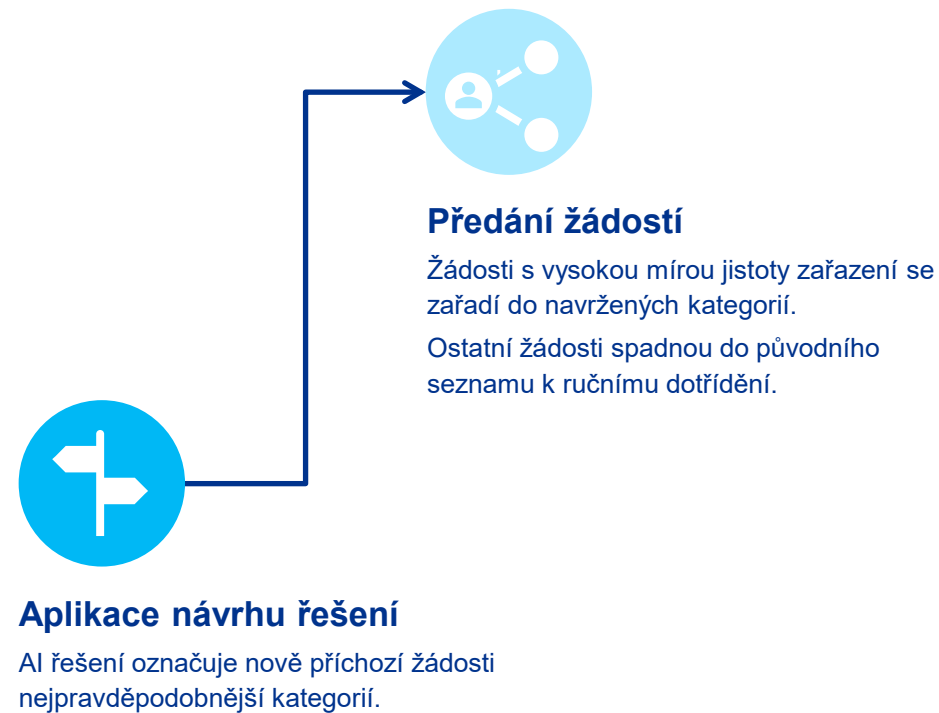 Předání žádostí
Žádosti s vysokou mírou jistoty zařazení se
zařadí do navržených kategorií.
Ostatní žádosti spadnou do původního
seznamu k ručnímu dotřídění.
Aplikace návrhu řešení
AI řešení označuje nově příchozí žádosti
nejpravděpodobnější kategorií.